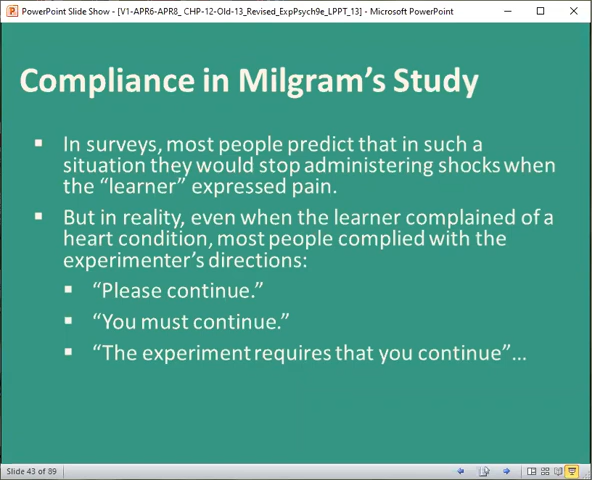 PowerPoint Slide Show - [V1-APR6-APR8_ CHP-12-Old-13_Revised_ExpPsych9e_LPPT_13] - Microsoft PowerPoint
Compliance in Milgram's Study
▪ In surveys, most people predict that in such a
situation they would stop administering shocks when
the “learner” expressed pain.
▪ But in reality, even when the learner complained of a
heart condition, most people complied with the
experimenter's directions:
▪ “Please continue.”
▪ “You must continue.”
▪ “The experiment requires that you continue”…
Slide 43 of 89